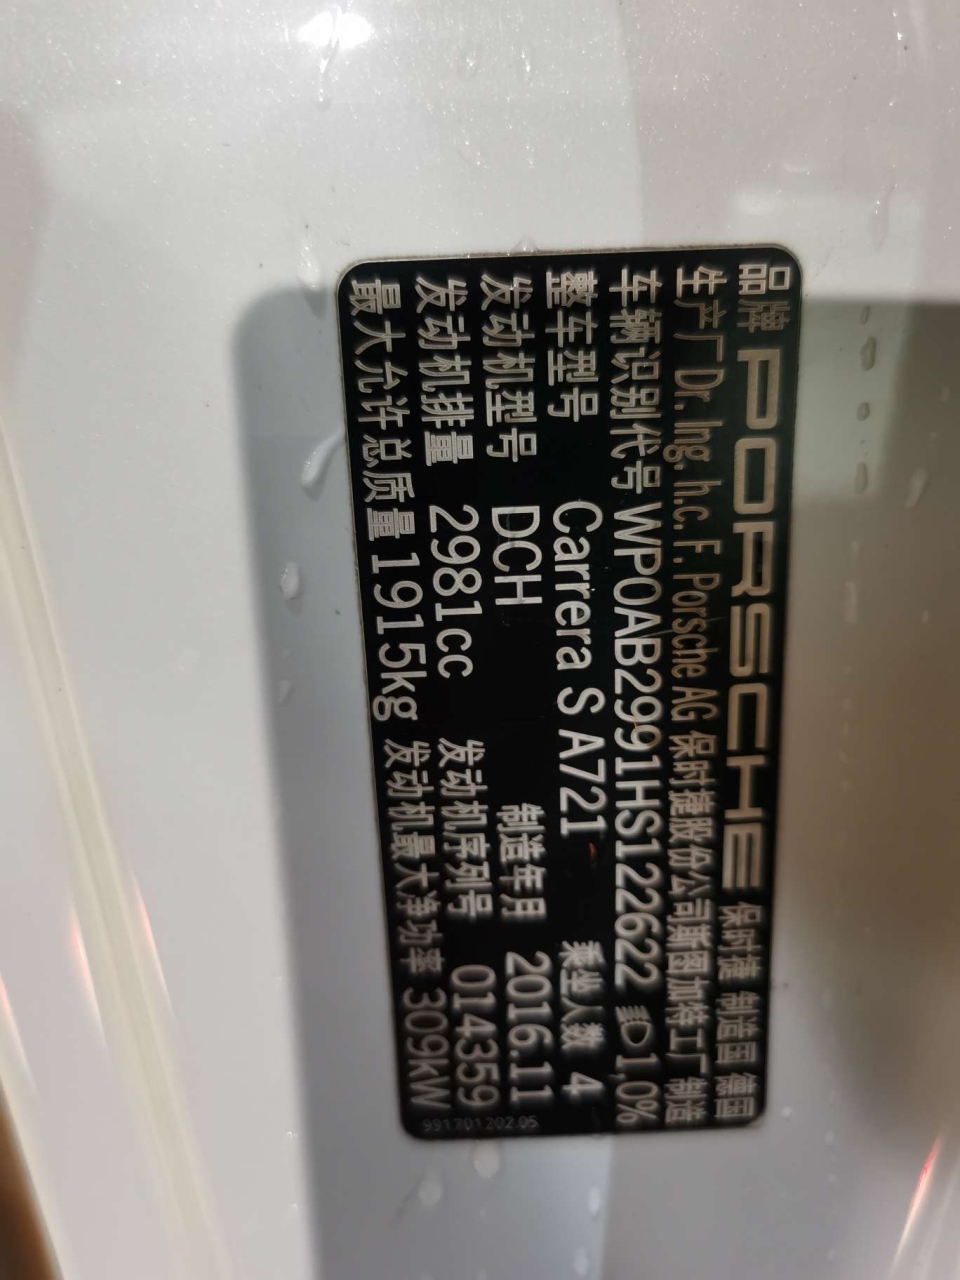 品牌 PORSCHE 保时捷 制造国 德国
生产厂 Dr. Ing. h.c. F. Porsche AG 保时捷股份公司斯图加特工厂 制造
车辆识别代号 WP0AB2991HS122622 1,0%
整车型号 Carrera S A721 乘坐人数 4
发动机型号 DCH 制造年月 2016.11
发动机排量 2981cc 发动机序列号 014359
最大允许总质量 1915kg 发动机最大净功率 309kW
991701202.05